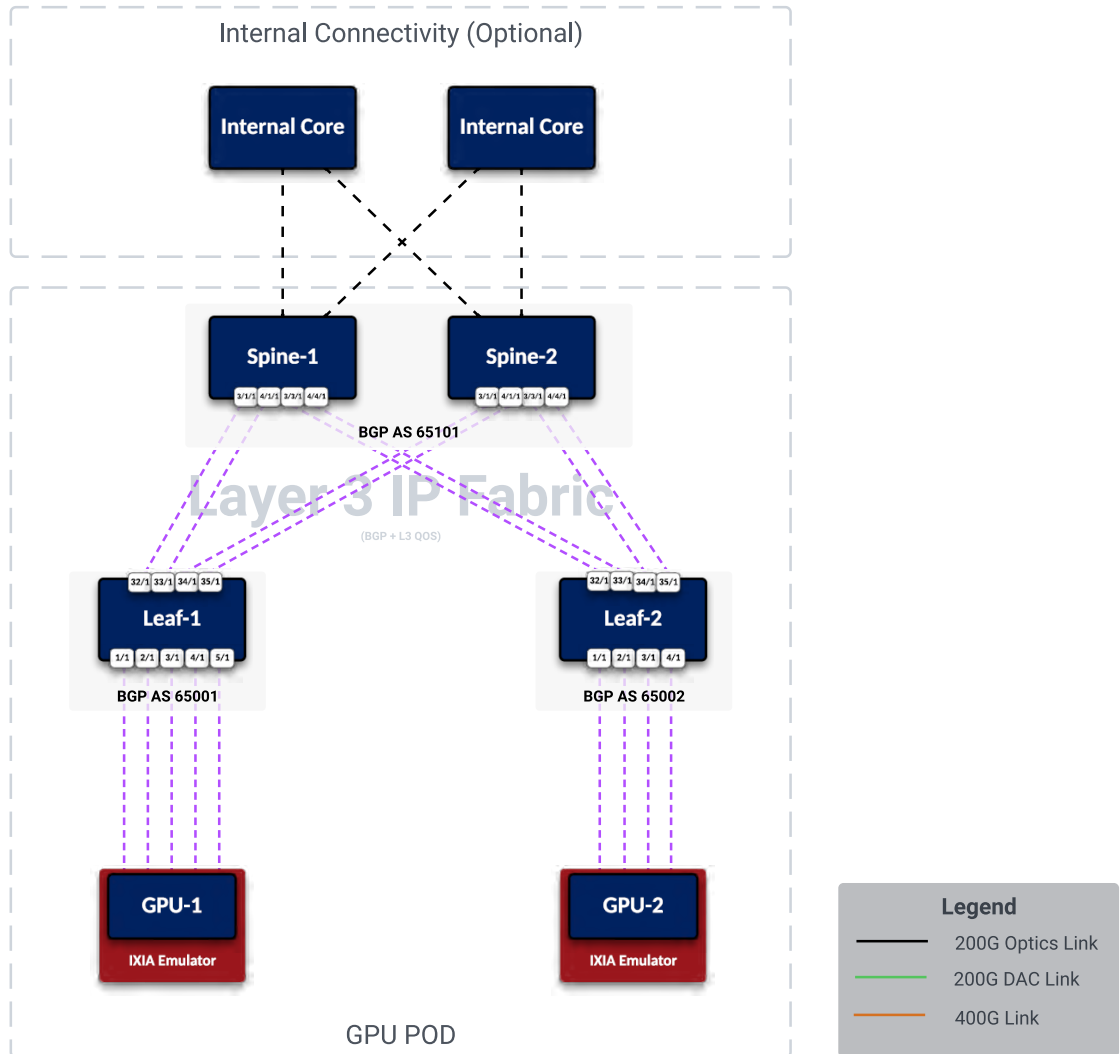 Internal Connectivity (Optional)
Internal Core
Internal Core
Spine-1
Spine-2
3/1/1 4/1/1 3/3/1 4/4/1
3/1/1 4/1/1 3/3/1 4/4/1
BGP AS 65101
Layer 3 IP Fabric
(BGP + L3 QOS)
32/1 33/1 34/1 35/1
32/1 33/1 34/1 35/1
Leaf-1
Leaf-2
1/1 2/1 3/1 4/1 5/1
1/1 2/1 3/1 4/1
BGP AS 65001
BGP AS 65002
GPU-1
GPU-2
IXIA Emulator
IXIA Emulator
GPU POD
Legend
200G Optics Link
200G DAC Link
400G Link